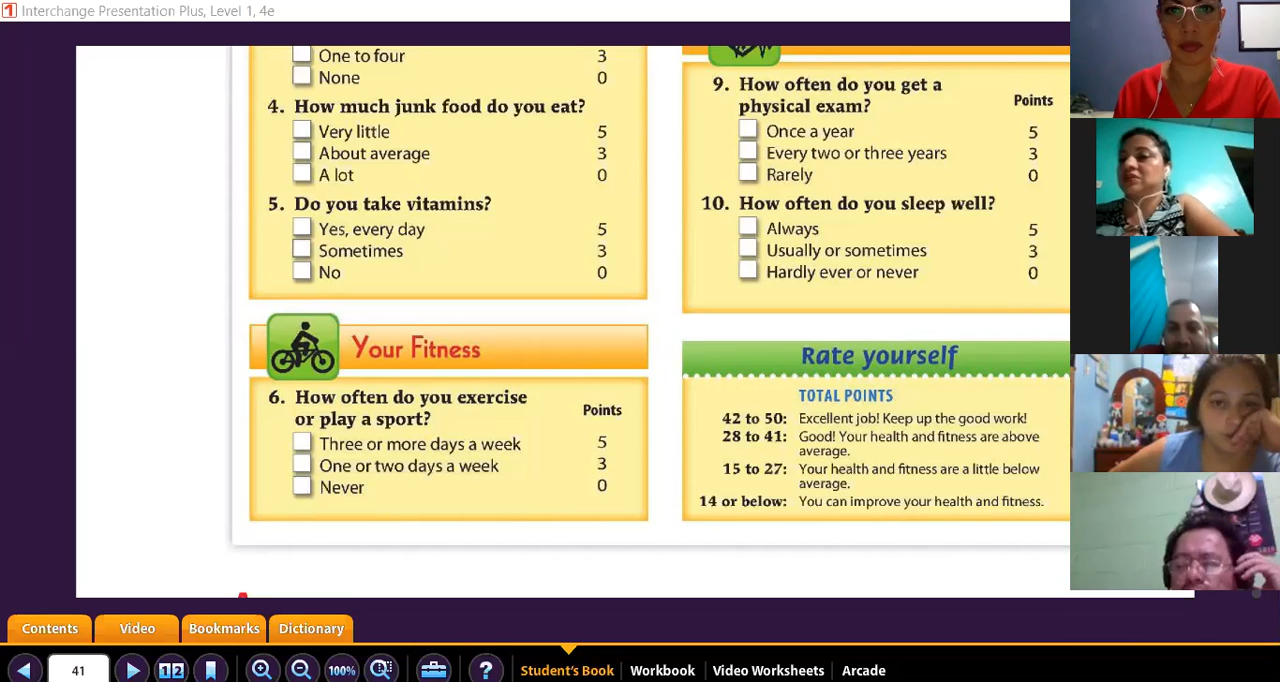 Interchange Presentation Plus, Level 1, 4e
One to four 3
None 0
4. How much junk food do you eat?
Very little 5
About average 3
A lot 0
5. Do you take vitamins?
Yes, every day 5
Sometimes 3
No 0
Your Fitness
6. How often do you exercise
or play a sport? Points
Three or more days a week 5
One or two days a week 3
Never 0
9. How often do you get a
physical exam? Points
Once a year 5
Every two or three years 3
Rarely 0
10. How often do you sleep well?
Always 5
Usually or sometimes 3
Hardly ever or never 0
Rate yourself
TOTAL POINTS
42 to 50: Excellent job! Keep up the good work!
28 to 41: Good! Your health and fitness are above
average.
15 to 27: Your health and fitness are a little below
average.
14 or below: You can improve your health and fitness.
Contents Video Bookmarks Dictionary
41 12 100% ? Student's Book Workbook Video Worksheets Arcade